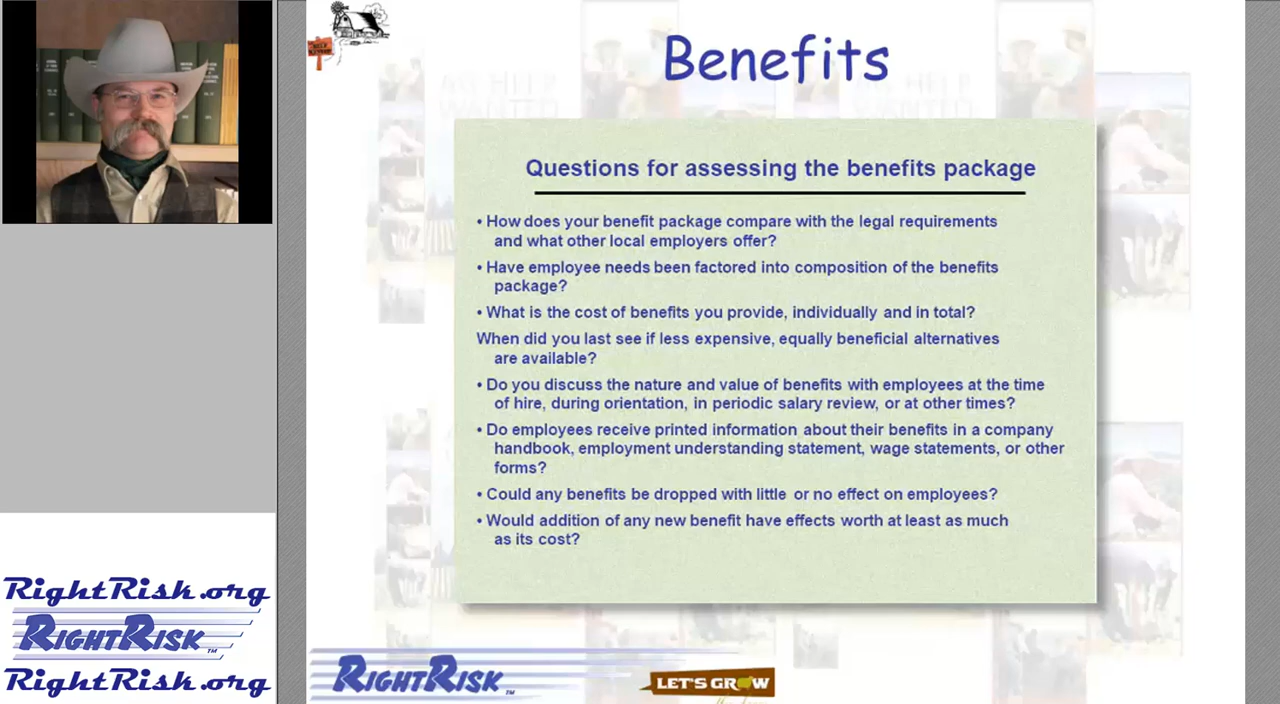 Benefits
Questions for assessing the benefits package
• How does your benefit package compare with the legal requirements
and what other local employers offer?
• Have employee needs been factored into composition of the benefits
package?
• What is the cost of benefits you provide, individually and in total?
When did you last see if less expensive, equally beneficial alternatives
are available?
• Do you discuss the nature and value of benefits with employees at the time
of hire, during orientation, in periodic salary review, or at other times?
• Do employees receive printed information about their benefits in a company
handbook, employment understanding statement, wage statements, or other
forms?
• Could any benefits be dropped with little or no effect on employees?
• Would addition of any new benefit have effects worth at least as much
as its cost?
RightRisk.org
RIGHTRISK™
RightRisk.org
RIGHTRISK™
LET'S GROW